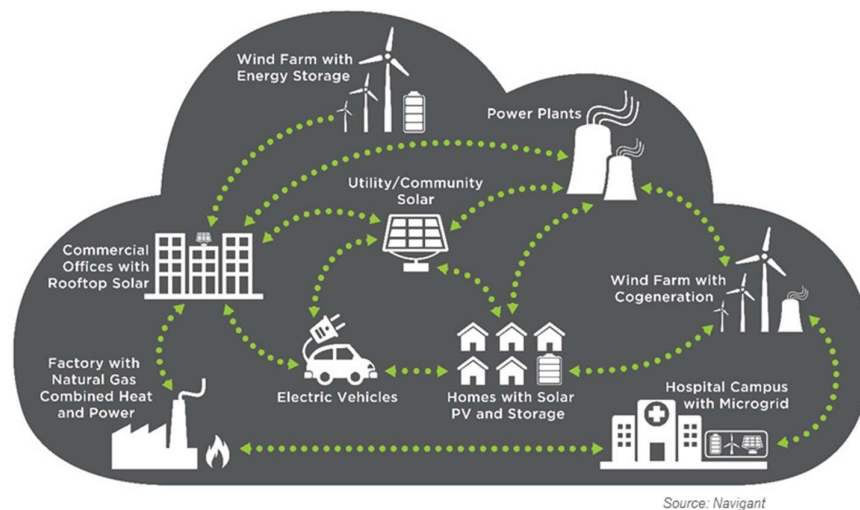 Wind Farm with
Energy Storage
Power Plants
Utility/Community
Solar
Commercial
Offices with
Rooftop Solar
Wind Farm with
Cogeneration
Factory with
Natural Gas
Combined Heat
and Power
Electric Vehicles
Homes with Solar
PV and Storage
Hospital Campus
with Microgrid
Source: Navigant